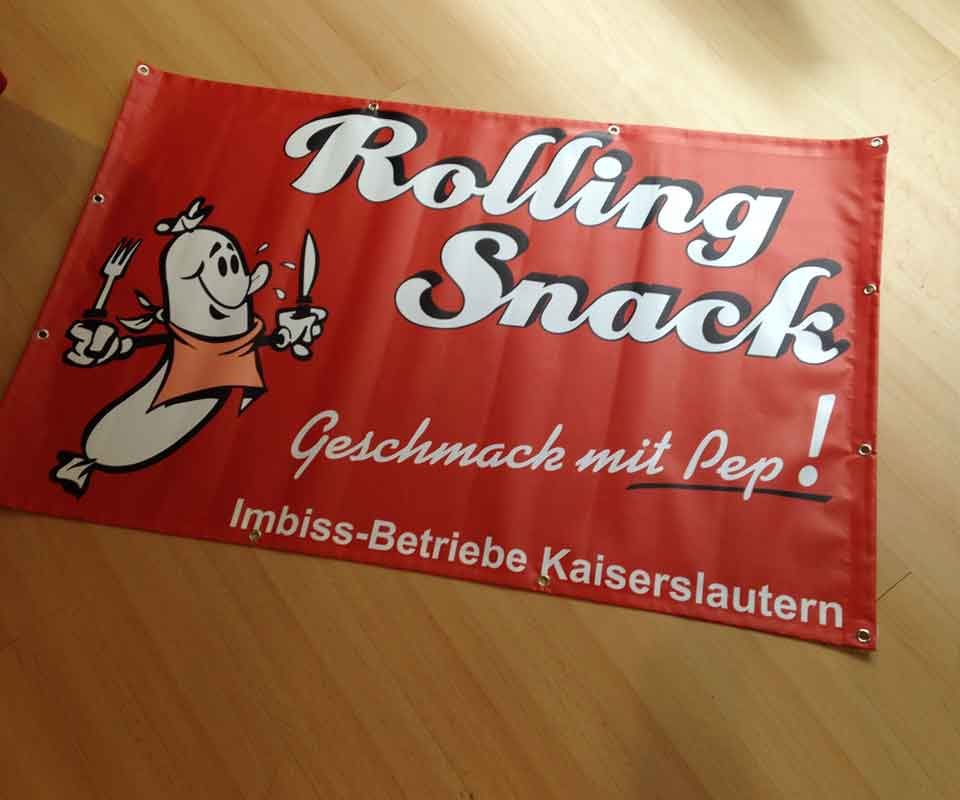 Rolling
Snack
Geschmack mit Pep!
Imbiss-Betriebe Kaiserslautern